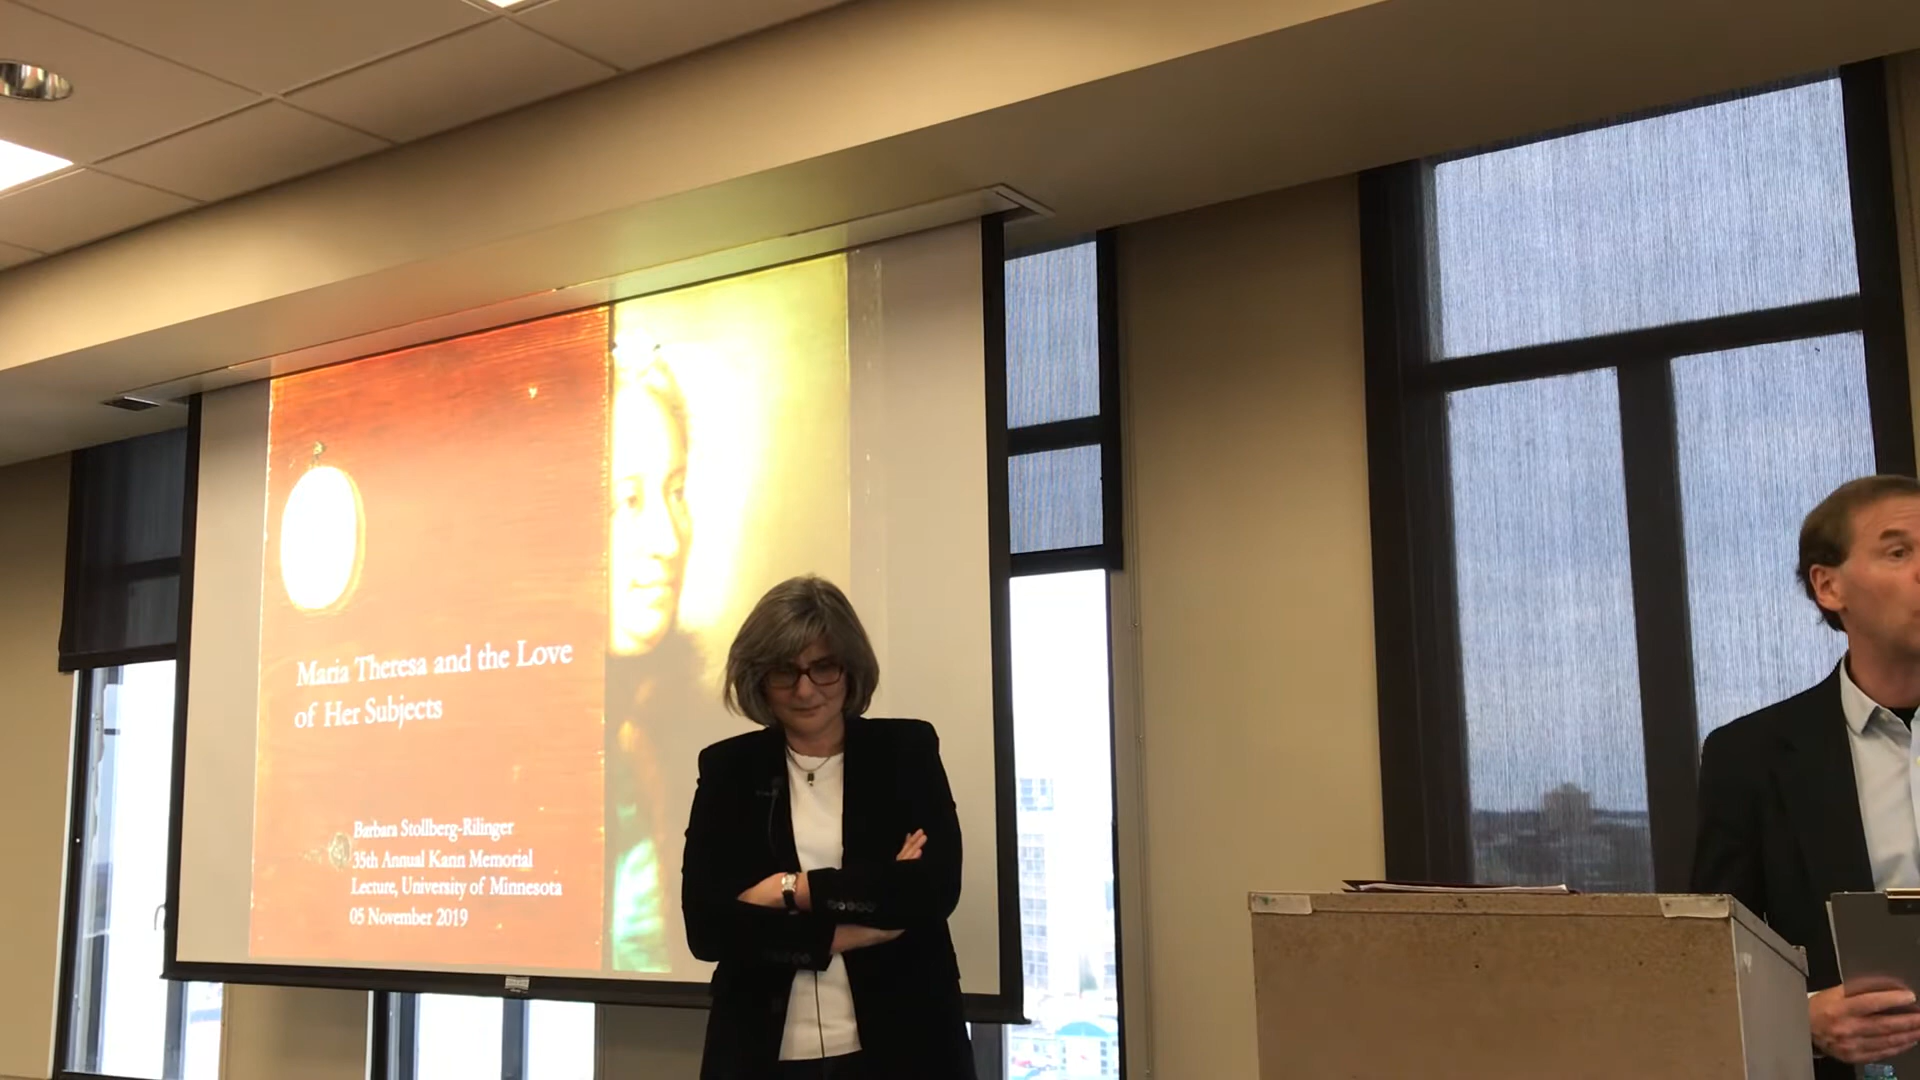 Maria Theresa and the Love
of Her Subjects
Barbara Stollberg-Rilinger
35th Annual Kann Memorial
Lecture, University of Minnesota
05 November 2019